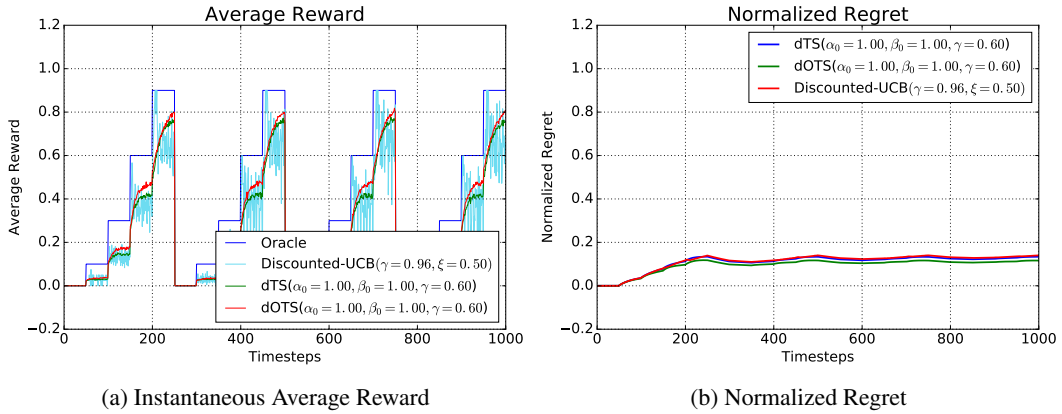 Average Reward
1.2
1.0
0.8
0.6
0.4
0.2
0.0
−0.2
Average Reward
0 200 400 600 800 1000
Timesteps
Oracle
Discounted-UCB(γ = 0.96, ξ = 0.50)
dTS(α₀ = 1.00, β₀ = 1.00, γ = 0.60)
dOTS(α₀ = 1.00, β₀ = 1.00, γ = 0.60)
(a) Instantaneous Average Reward
Normalized Regret
1.2
1.0
0.8
0.6
0.4
0.2
0.0
−0.2
Normalized Regret
0 200 400 600 800 1000
Timesteps
dTS(α₀ = 1.00, β₀ = 1.00, γ = 0.60)
dOTS(α₀ = 1.00, β₀ = 1.00, γ = 0.60)
Discounted-UCB(γ = 0.96, ξ = 0.50)
(b) Normalized Regret